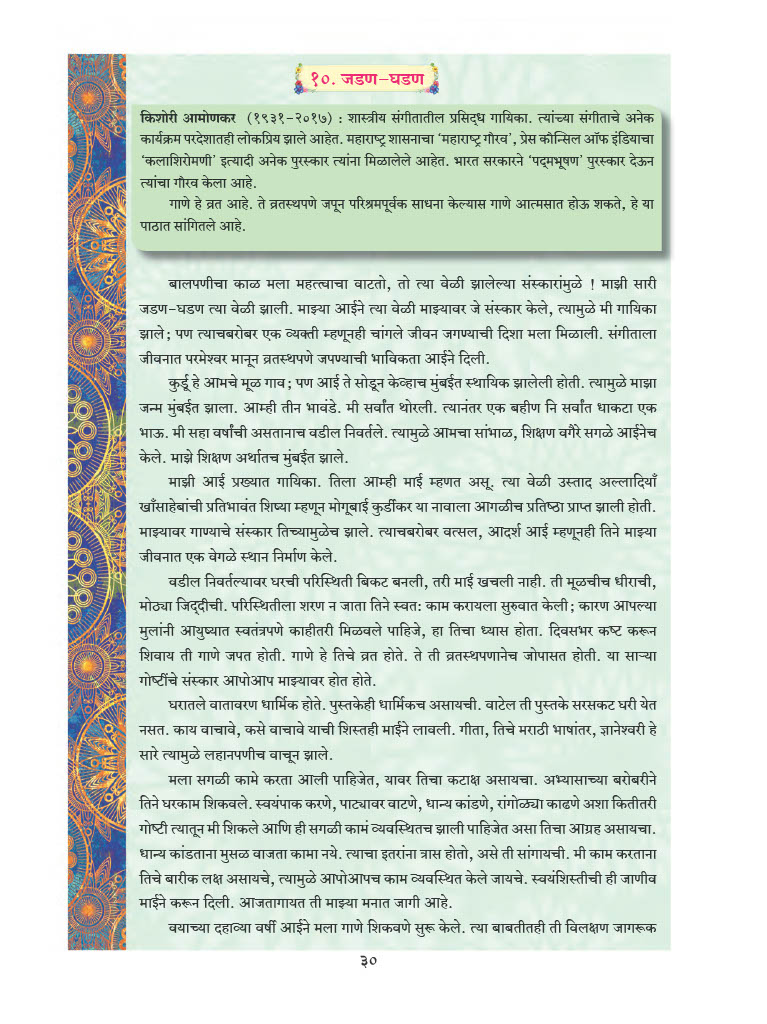 १०. जडण-घडण
किशोरी आमोणकर (१९३१-२०१७) : शास्त्रीय संगीतातील प्रसिद्ध गायिका. त्यांच्या संगीताचे अनेक
कार्यक्रम परदेशातही लोकप्रिय झाले आहेत. महाराष्ट्र शासनाचा ‘महाराष्ट्र गौरव’, प्रेस कौन्सिल ऑफ इंडियाचा
‘कलाशिरोमणी’ इत्यादी अनेक पुरस्कार त्यांना मिळालेले आहेत. भारत सरकारने ‘पद्मभूषण’ पुरस्कार देऊन
त्यांचा गौरव केला आहे.
गाणे हे व्रत आहे. ते व्रतस्थपणे जपून परिश्रमपूर्वक साधना केल्यास गाणे आत्मसात होऊ शकते, हे या
पाठात सांगितले आहे.
बालपणीचा काळ मला महत्त्वाचा वाटतो, तो त्या वेळी झालेल्या संस्कारांमुळे ! माझी सारी
जडण-घडण त्या वेळी झाली. माझ्या आईने त्या वेळी माझ्यावर जे संस्कार केले, त्यामुळे मी गायिका
झाले; पण त्याचबरोबर एक व्यक्ती म्हणूनही चांगले जीवन जगण्याची दिशा मला मिळाली. संगीताला
जीवनात परमेश्वर मानून व्रतस्थपणे जपण्याची भाविकता आईने दिली.
कुर्डू हे आमचे मूळ गाव; पण आई ते सोडून केव्हाच मुंबईत स्थायिक झालेली होती. त्यामुळे माझा
जन्म मुंबईत झाला. आम्ही तीन भावंडे. मी सर्वांत थोरली. त्यानंतर एक बहीण नि सर्वांत धाकटा एक
भाऊ. मी सहा वर्षांची असतानाच वडील निवर्तले. त्यामुळे आमचा सांभाळ, शिक्षण वगैरे सगळे आईनेच
केले. माझे शिक्षण अर्थातच मुंबईत झाले.
माझी आई प्रख्यात गायिका. तिला आम्ही माई म्हणत असू. त्या वेळी उस्ताद अल्लादियाँ
खाँसाहेबांची प्रतिभावंत शिष्या म्हणून मोगूबाई कुर्डीकर या नावाला आगळीच प्रतिष्ठा प्राप्त झाली होती.
माझ्यावर गाण्याचे संस्कार तिच्यामुळेच झाले. त्याचबरोबर वत्सल, आदर्श आई म्हणूनही तिने माझ्या
जीवनात एक वेगळे स्थान निर्माण केले.
वडील निवर्तल्यावर घरची परिस्थिती बिकट बनली, तरी माई खचली नाही. ती मूळचीच धीराची,
मोठ्या जिद्दीची. परिस्थितीला शरण न जाता तिने स्वत: काम करायला सुरुवात केली; कारण आपल्या
मुलांनी आयुष्यात स्वतंत्रपणे काहीतरी मिळवले पाहिजे, हा तिचा ध्यास होता. दिवसभर कष्ट करून
शिवाय ती गाणे जपत होती. गाणे हे तिचे व्रत होते. ते ती व्रतस्थपणानेच जोपासत होती. या साऱ्या
गोष्टींचे संस्कार आपोआप माझ्यावर होत होते.
घरातले वातावरण धार्मिक होते. पुस्तकेही धार्मिकच असायची. वाटेल ती पुस्तके सरसकट घरी येत
नसत. काय वाचावे, कसे वाचावे याची शिस्तही माईने लावली. गीता, तिचे मराठी भाषांतर, ज्ञानेश्वरी हे
सारे त्यामुळे लहानपणीच वाचून झाले.
मला सगळी कामे करता आली पाहिजेत, यावर तिचा कटाक्ष असायचा. अभ्यासाच्या बरोबरीने
तिने घरकाम शिकवले. स्वयंपाक करणे, पाट्यावर वाटणे, धान्य कांडणे, रांगोळ्या काढणे अशा कितीतरी
गोष्टी त्यातून मी शिकले आणि ही सगळी कामं व्यवस्थितच झाली पाहिजेत असा तिचा आग्रह असायचा.
धान्य कांडताना मुसळ वाजता कामा नये. त्याचा इतरांना त्रास होतो, असे ती सांगायची. मी काम करताना
तिचे बारीक लक्ष असायचे, त्यामुळे आपोआपच काम व्यवस्थित केले जायचे. स्वयंशिस्तीची ही जाणीव
माईने करून दिली. आजतागायत ती माझ्या मनात जागी आहे.
वयाच्या दहाव्या वर्षी आईने मला गाणे शिकवणे सुरू केले. त्या बाबतीतही ती विलक्षण जागरूक
३०